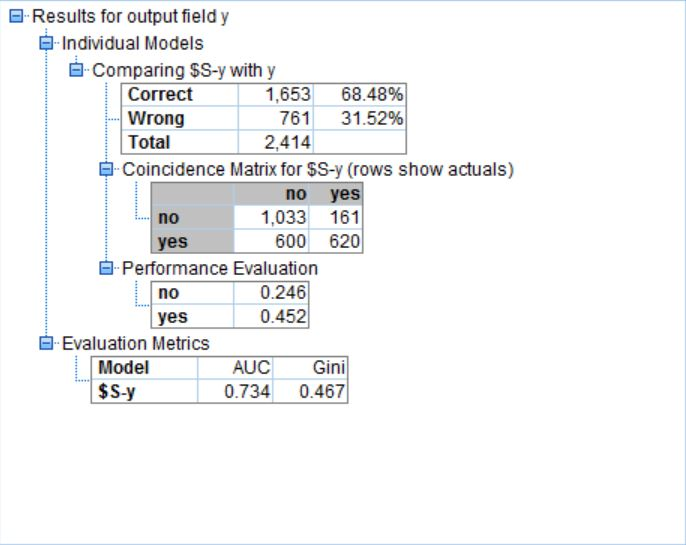 Results for output field y
Individual Models
Comparing $S-y with y
Correct 1,653 68.48%
Wrong 761 31.52%
Total 2,414
Coincidence Matrix for $S-y (rows show actuals)
no yes
no 1,033 161
yes 600 620
Performance Evaluation
no 0.246
yes 0.452
Evaluation Metrics
Model AUC Gini
$S-y 0.734 0.467